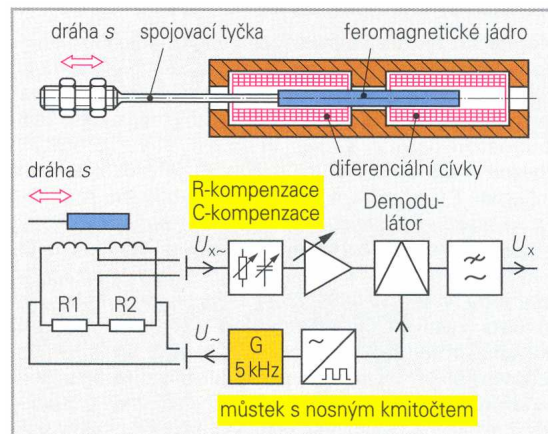 dráha s
spojovací tyčka
feromagnetické jádro
diferenciální cívky
dráha s
R-kompenzace
C-kompenzace
Demodu-
látor
Ux~
Ux
R1
R2
U~
G
5 kHz
můstek s nosným kmitočtem